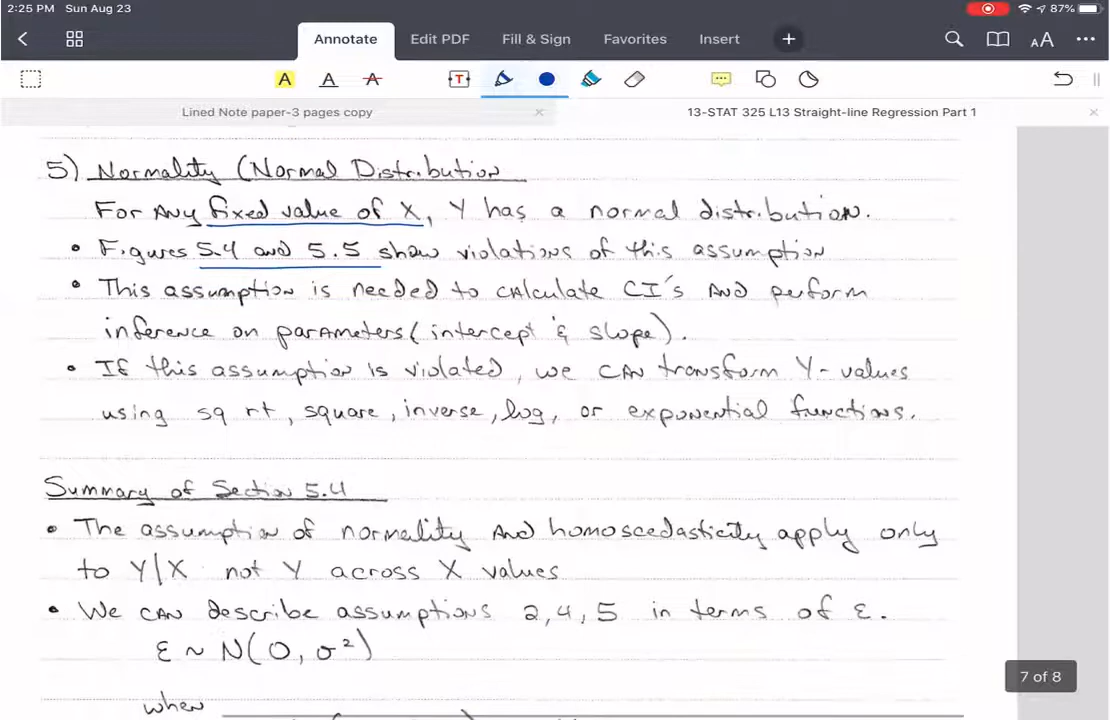 2:25 PM Sun Aug 23 87%
Annotate Edit PDF Fill & Sign Favorites Insert + AA
A A A T
Lined Note paper-3 pages copy × 13-STAT 325 L13 Straight-line Regression Part 1 ×
5) Normality (Normal Distribution
For ANY fixed value of X, Y has a normal distribution.
• Figures 5.4 and 5.5 show violations of this assumption
• This assumption is needed to calculate CI's AND perform
inference on parameters (intercept & slope).
• If this assumption is violated, we CAN transform Y-values
using sq rt, square, inverse, log, or exponential functions.
Summary of Section 5.4
• The assumption of normality AND homoscedasticity apply only
to Y|X not Y across X values
• We CAN describe assumptions 2, 4, 5 in terms of ε.
ε ~ N(0, σ²)
7 of 8
when